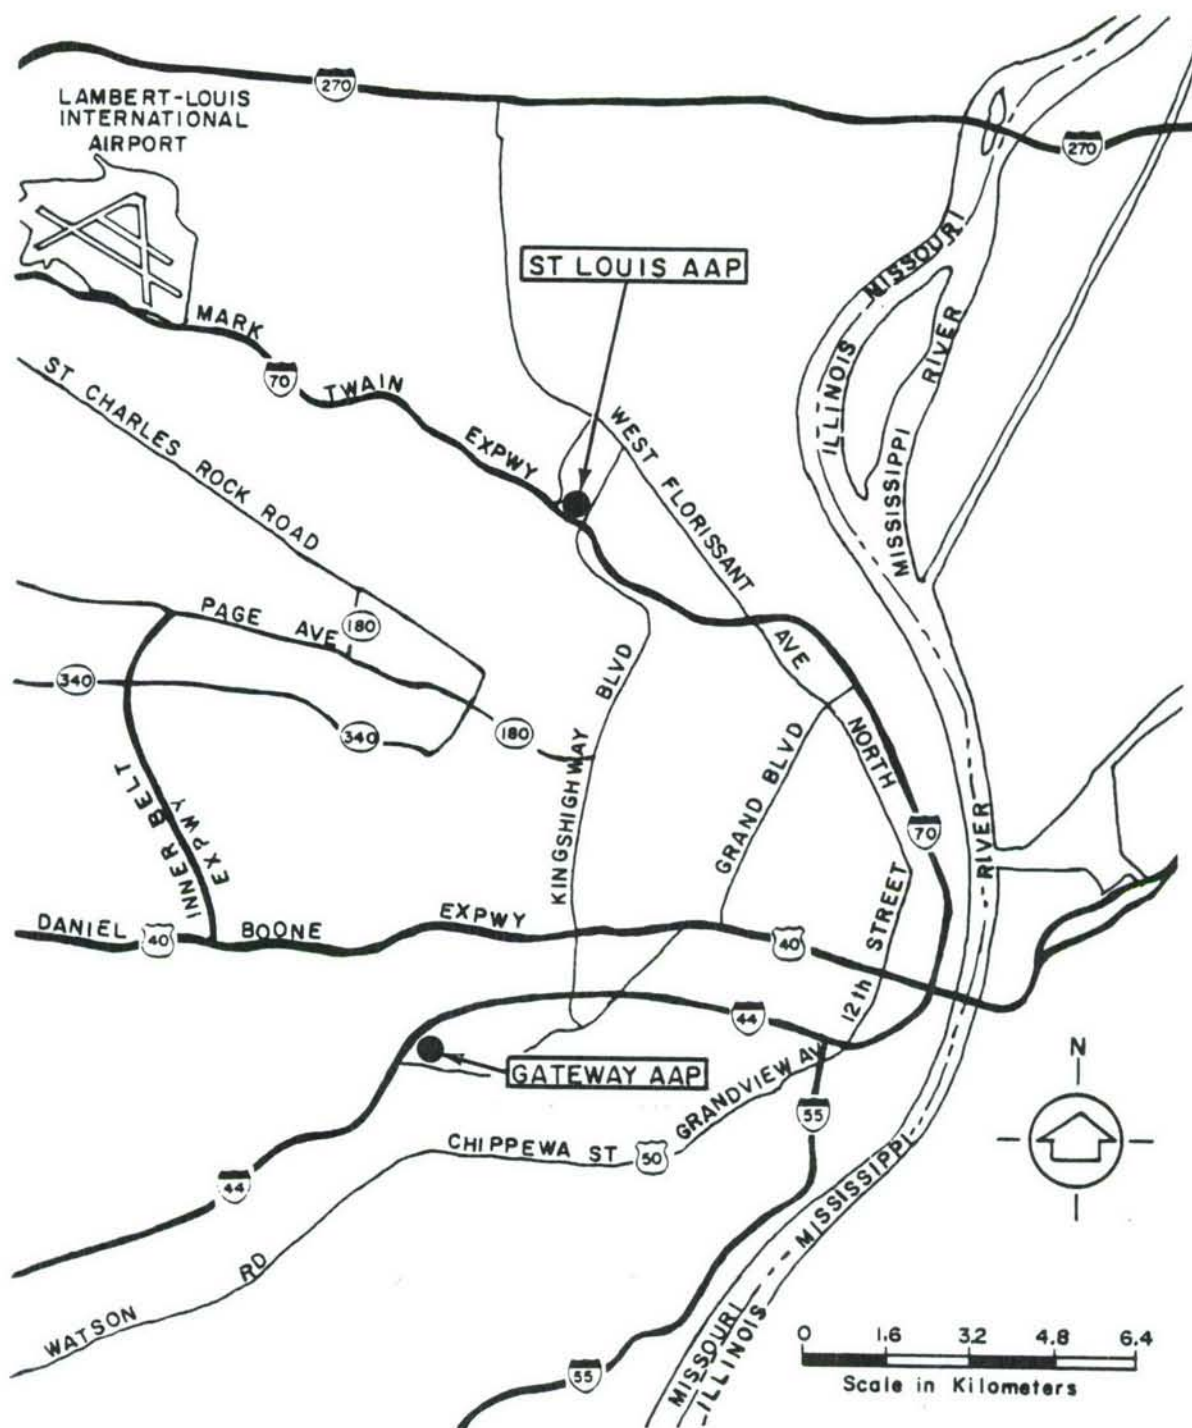 270
LAMBERT-LOUIS
INTERNATIONAL
AIRPORT
270
ST LOUIS AAP
MISSOURI
ILLINOIS
MISSISSIPPI RIVER
MARK
70
TWAIN
EXPWY
WEST FLORISSANT
AVE
ST CHARLES ROCK ROAD
PAGE AVE
180
340
340
180
KINGSHIGHWAY BLVD
GRAND BLVD
NORTH
12th STREET
70
RIVER
INNER BELT
EXPWY
DANIEL
40
BOONE
EXPWY
40
44
GATEWAY AAP
GRANDVIEW AV
N
55
CHIPPEWA ST
50
44
MISSISSIPPI
WATSON RD
MISSOURI
ILLINOIS
55
0 1.6 3.2 4.8 6.4
Scale in Kilometers